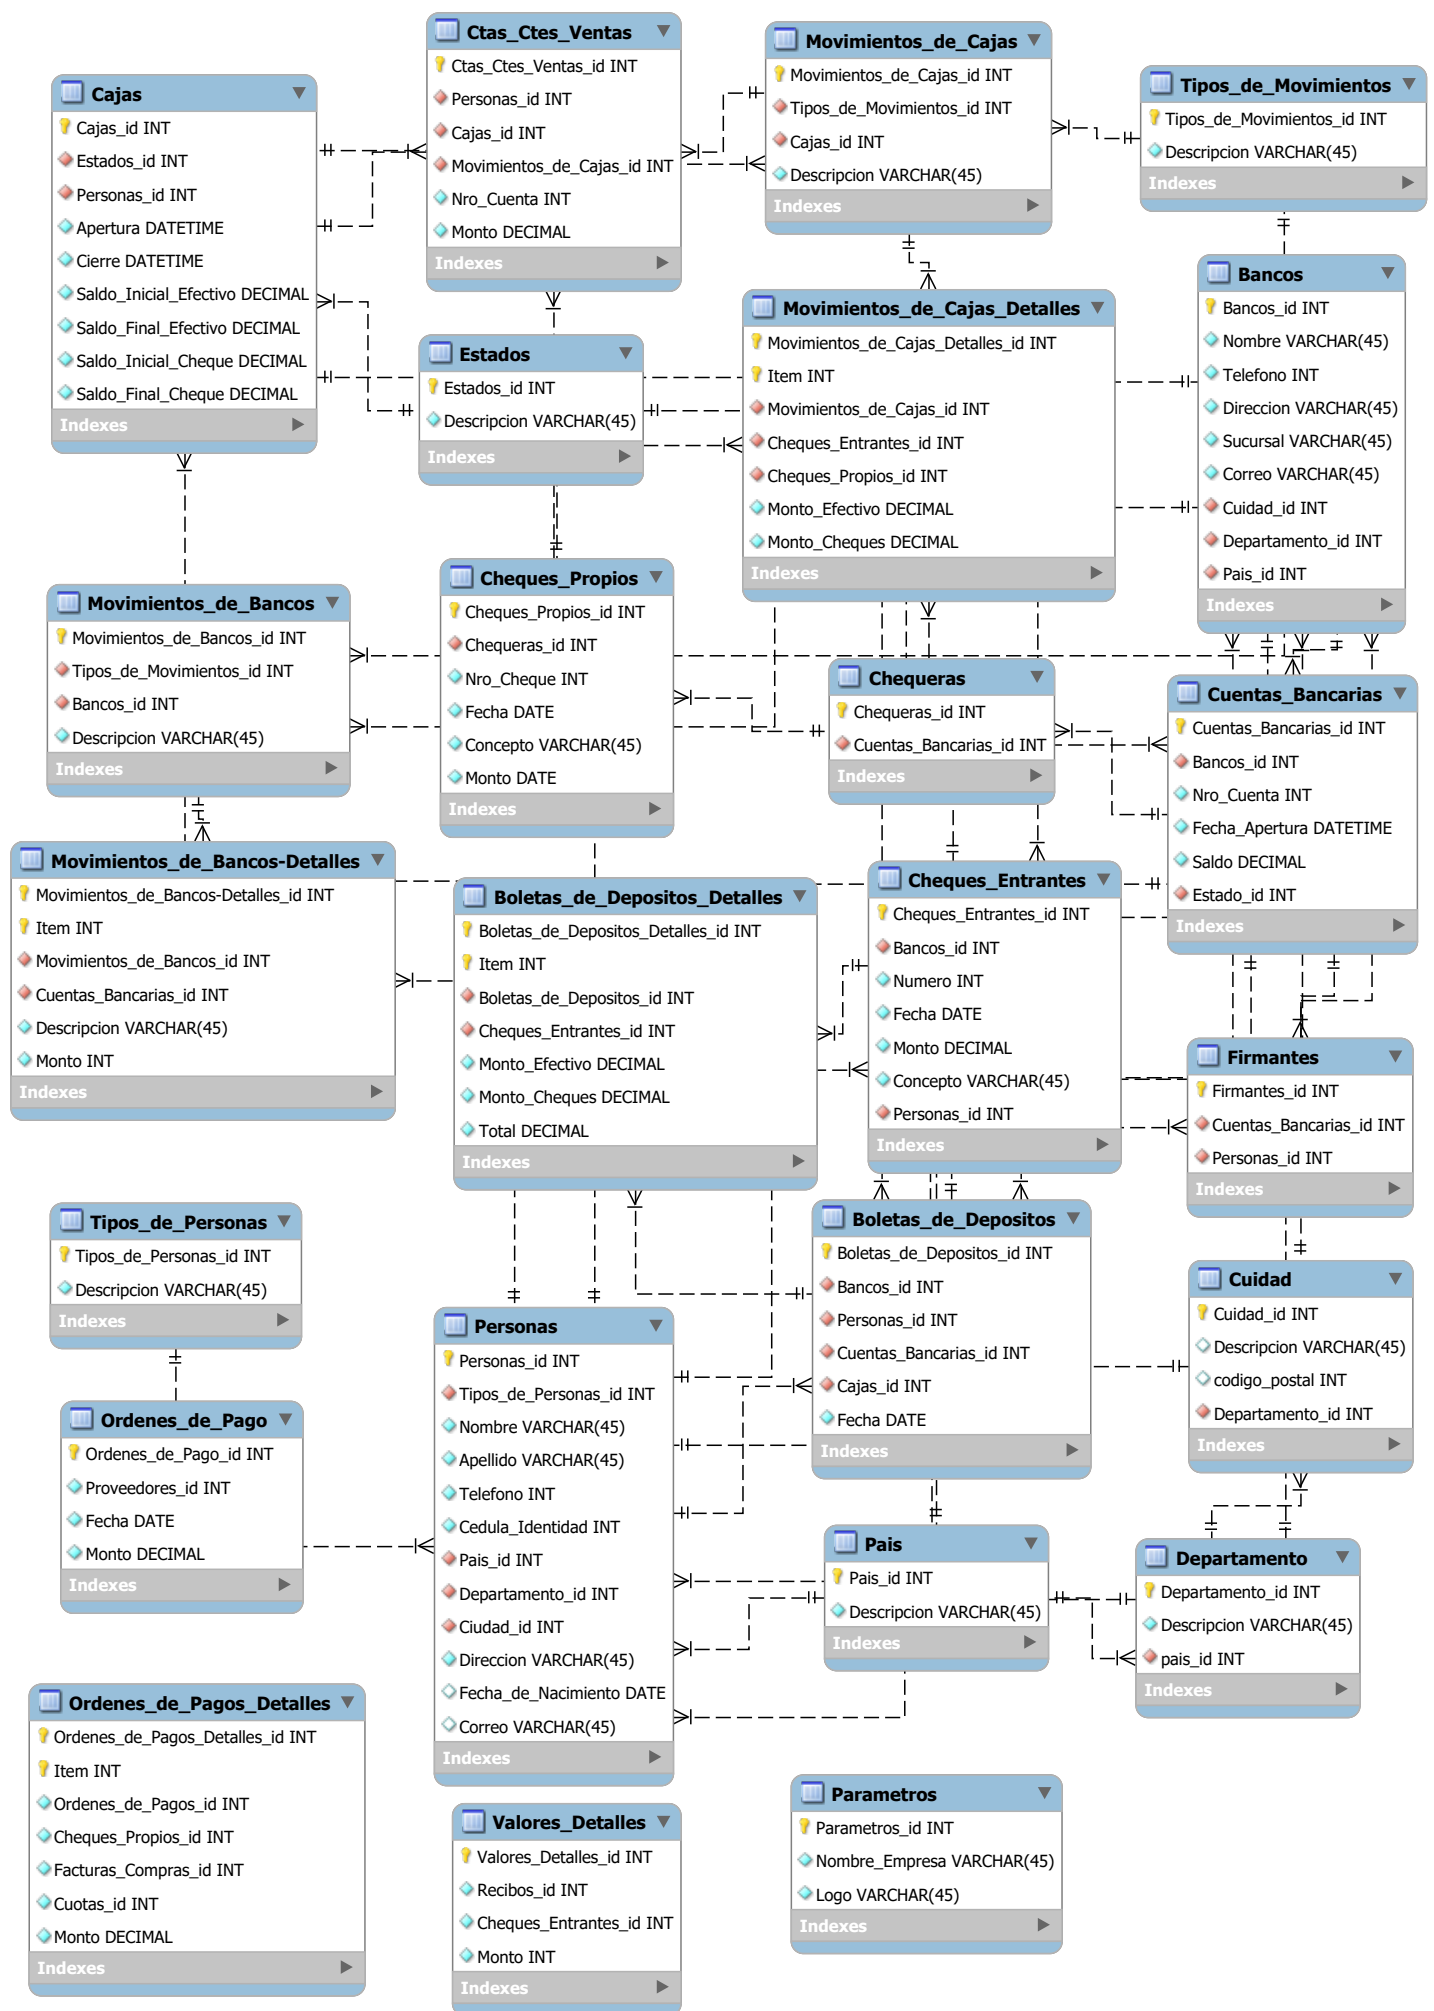 Ctas_Ctes_Ventas
Ctas_Ctes_Ventas_id INT
Personas_id INT
Cajas_id INT
Movimientos_de_Cajas_id INT
Nro_Cuenta INT
Monto DECIMAL
Indexes
Movimientos_de_Cajas
Movimientos_de_Cajas_id INT
Tipos_de_Movimientos_id INT
Cajas_id INT
Descripcion VARCHAR(45)
Indexes
Tipos_de_Movimientos
Tipos_de_Movimientos_id INT
Descripcion VARCHAR(45)
Indexes
Cajas
Cajas_id INT
Estados_id INT
Personas_id INT
Apertura DATETIME
Cierre DATETIME
Saldo_Inicial_Efectivo DECIMAL
Saldo_Final_Efectivo DECIMAL
Saldo_Inicial_Cheque DECIMAL
Saldo_Final_Cheque DECIMAL
Indexes
Bancos
Bancos_id INT
Nombre VARCHAR(45)
Telefono INT
Direccion VARCHAR(45)
Sucursal VARCHAR(45)
Correo VARCHAR(45)
Cuidad_id INT
Departamento_id INT
Pais_id INT
Indexes
Movimientos_de_Cajas_Detalles
Movimientos_de_Cajas_Detalles_id INT
Item INT
Movimientos_de_Cajas_id INT
Cheques_Entrantes_id INT
Cheques_Propios_id INT
Monto_Efectivo DECIMAL
Monto_Cheques DECIMAL
Indexes
Estados
Estados_id INT
Descripcion VARCHAR(45)
Indexes
Cheques_Propios
Cheques_Propios_id INT
Chequeras_id INT
Nro_Cheque INT
Fecha DATE
Concepto VARCHAR(45)
Monto DATE
Indexes
Movimientos_de_Bancos
Movimientos_de_Bancos_id INT
Tipos_de_Movimientos_id INT
Bancos_id INT
Descripcion VARCHAR(45)
Indexes
Chequeras
Chequeras_id INT
Cuentas_Bancarias_id INT
Indexes
Cuentas_Bancarias
Cuentas_Bancarias_id INT
Bancos_id INT
Nro_Cuenta INT
Fecha_Apertura DATETIME
Saldo DECIMAL
Estado_id INT
Indexes
Movimientos_de_Bancos-Detalles
Movimientos_de_Bancos-Detalles_id INT
Item INT
Movimientos_de_Bancos_id INT
Cuentas_Bancarias_id INT
Descripcion VARCHAR(45)
Monto INT
Indexes
Boletas_de_Depositos_Detalles
Boletas_de_Depositos_Detalles_id INT
Item INT
Boletas_de_Depositos_id INT
Cheques_Entrantes_id INT
Monto_Efectivo DECIMAL
Monto_Cheques DECIMAL
Total DECIMAL
Indexes
Cheques_Entrantes
Cheques_Entrantes_id INT
Bancos_id INT
Numero INT
Fecha DATE
Monto DECIMAL
Concepto VARCHAR(45)
Personas_id INT
Indexes
Firmantes
Firmantes_id INT
Cuentas_Bancarias_id INT
Personas_id INT
Indexes
Tipos_de_Personas
Tipos_de_Personas_id INT
Descripcion VARCHAR(45)
Indexes
Boletas_de_Depositos
Boletas_de_Depositos_id INT
Bancos_id INT
Personas_id INT
Cuentas_Bancarias_id INT
Cajas_id INT
Fecha DATE
Indexes
Cuidad
Cuidad_id INT
Descripcion VARCHAR(45)
codigo_postal INT
Departamento_id INT
Indexes
Personas
Personas_id INT
Tipos_de_Personas_id INT
Nombre VARCHAR(45)
Apellido VARCHAR(45)
Telefono INT
Cedula_Identidad INT
Pais_id INT
Departamento_id INT
Ciudad_id INT
Direccion VARCHAR(45)
Fecha_de_Nacimiento DATE
Correo VARCHAR(45)
Indexes
Ordenes_de_Pago
Ordenes_de_Pago_id INT
Proveedores_id INT
Fecha DATE
Monto DECIMAL
Indexes
Pais
Pais_id INT
Descripcion VARCHAR(45)
Indexes
Departamento
Departamento_id INT
Descripcion VARCHAR(45)
pais_id INT
Indexes
Ordenes_de_Pagos_Detalles
Ordenes_de_Pagos_Detalles_id INT
Item INT
Ordenes_de_Pagos_id INT
Cheques_Propios_id INT
Facturas_Compras_id INT
Cuotas_id INT
Monto DECIMAL
Indexes
Valores_Detalles
Valores_Detalles_id INT
Recibos_id INT
Cheques_Entrantes_id INT
Monto INT
Indexes
Parametros
Parametros_id INT
Nombre_Empresa VARCHAR(45)
Logo VARCHAR(45)
Indexes